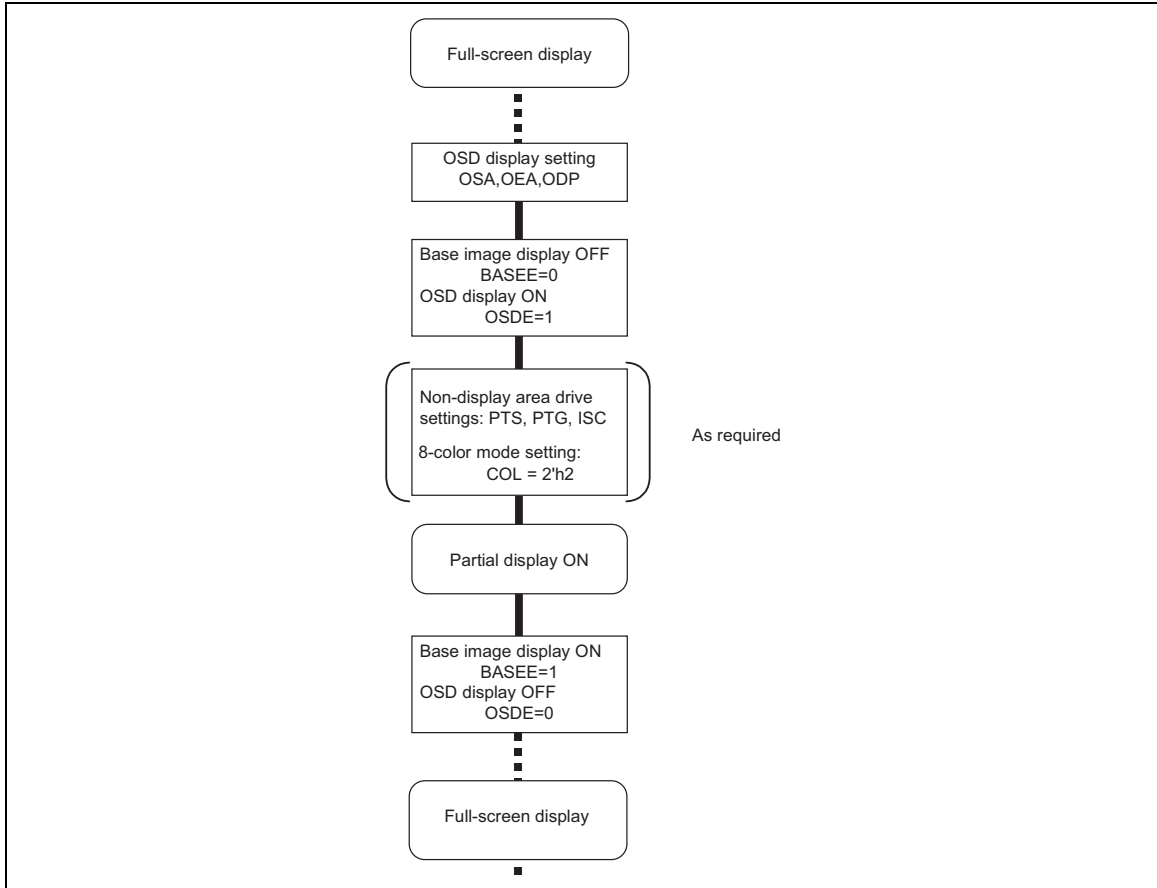 Full-screen display
OSD display setting
OSA,OEA,ODP
Base image display OFF
BASEE=0
OSD display ON
OSDE=1
Non-display area drive
settings: PTS, PTG, ISC
8-color mode setting:
COL = 2'h2
As required
Partial display ON
Base image display ON
BASEE=1
OSD display OFF
OSDE=0
Full-screen display